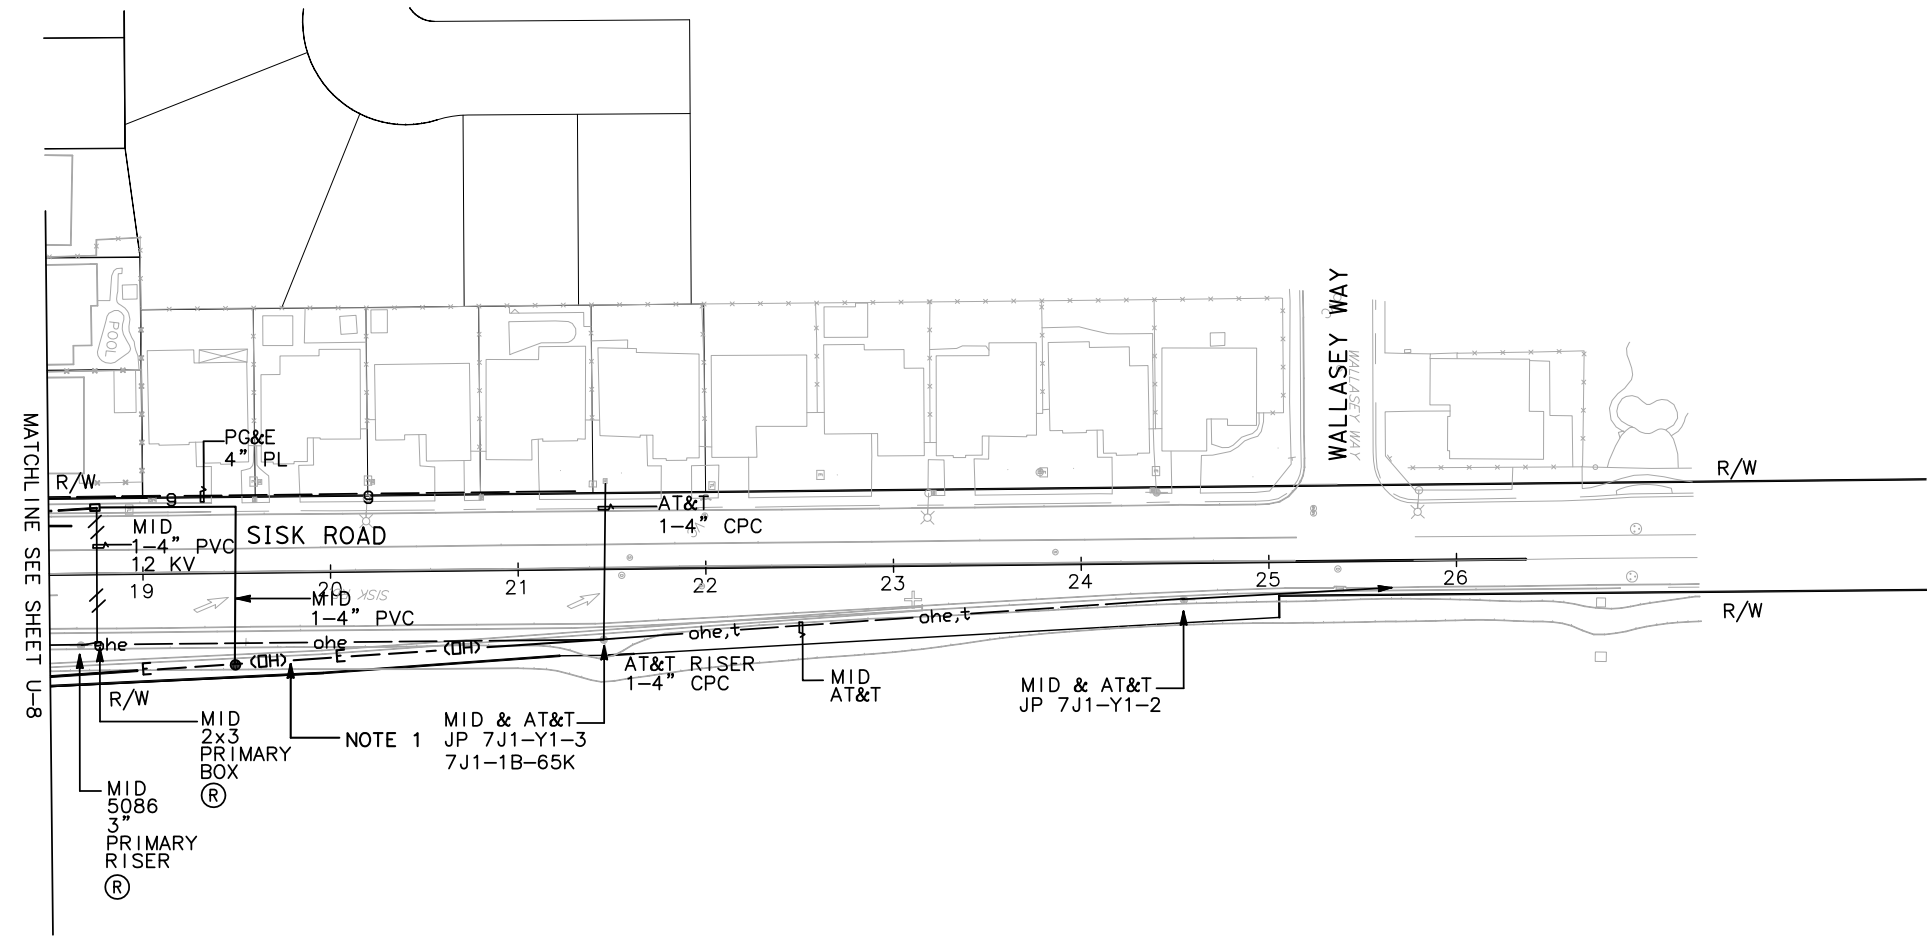 WALLASEY WAY
WALLASEY WAY
POOL
MATCHLINE SEE SHEET U-8
PG&E
4" PL
R/W
R/W
g
g
AT&T
1-4" CPC
MID
1-4" PVC
12 KV
SISK ROAD
19
20
21
22
23
24
25
26
SISK
MID
1-4" PVC
R/W
ohe
ohe
ohe,t
ohe,t
E
(OH)
E
(OH)
AT&T RISER
1-4" CPC
MID
AT&T
MID & AT&T
JP 7J1-Y1-2
R/W
MID
2x3
PRIMARY
BOX
R
NOTE 1
MID & AT&T
JP 7J1-Y1-3
7J1-1B-65K
MID
5086
3"
PRIMARY
RISER
R